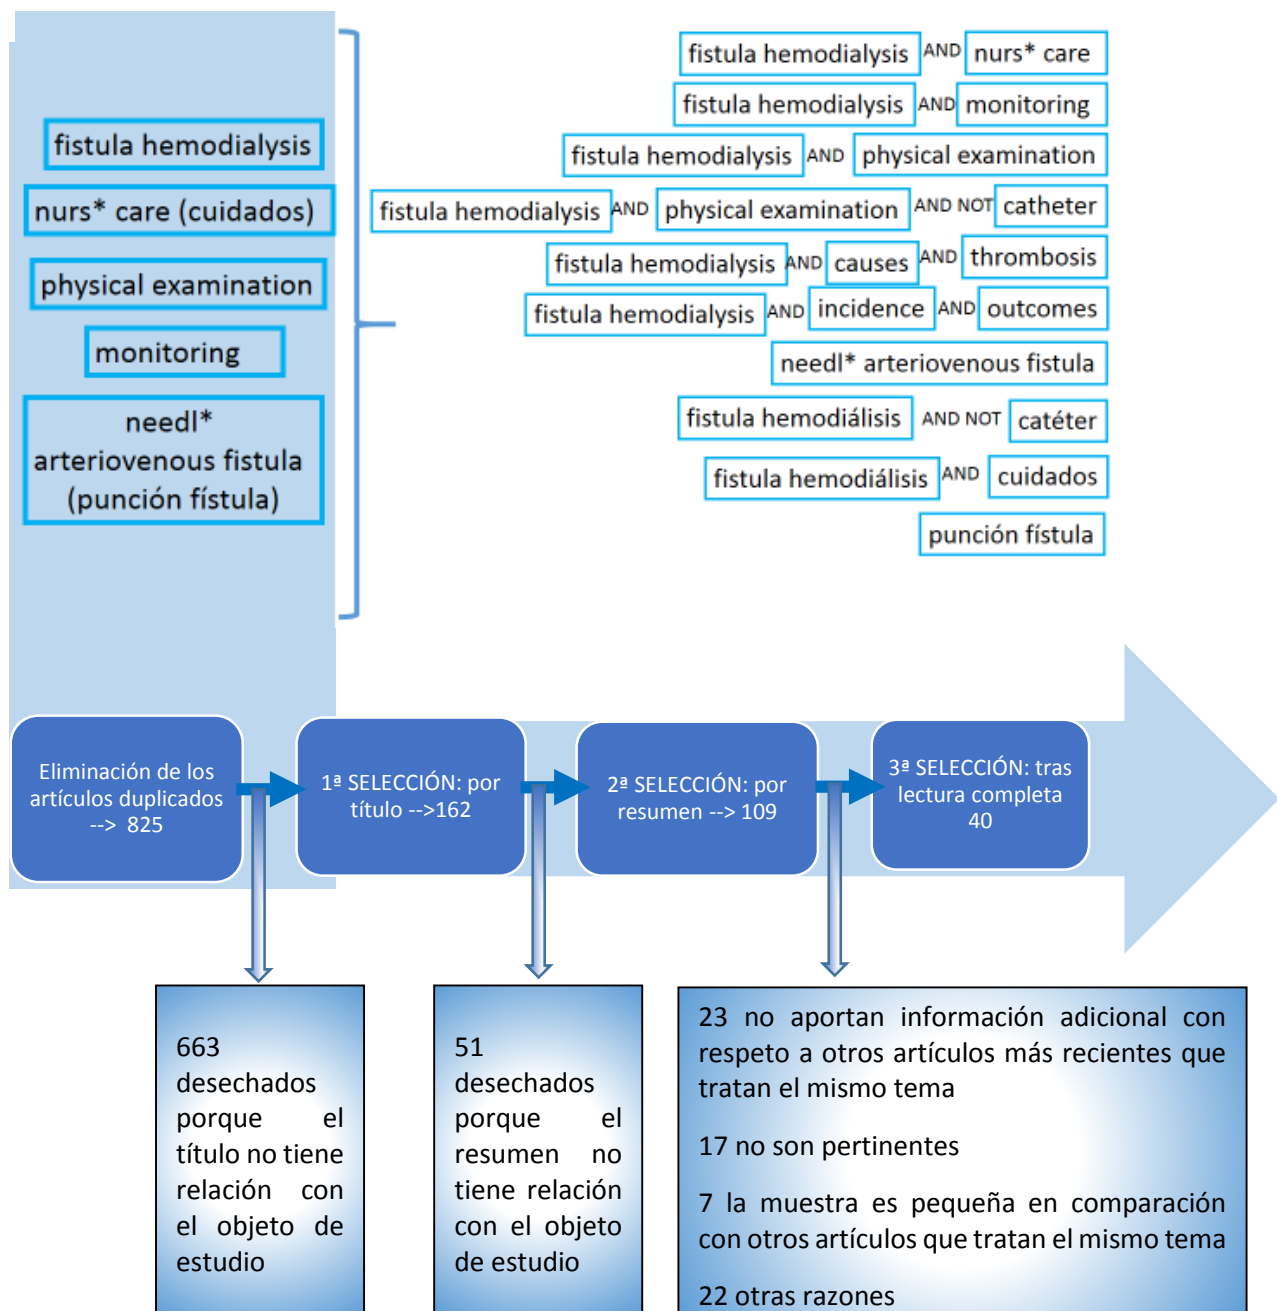 fistula hemodialysis
nurs* care (cuidados)
physical examination
monitoring
needl*
arteriovenous fistula
(punción fístula)
fistula hemodialysis AND nurs* care
fistula hemodialysis AND monitoring
fistula hemodialysis AND physical examination
fistula hemodialysis AND physical examination AND NOT catheter
fistula hemodialysis AND causes AND thrombosis
fistula hemodialysis AND incidence AND outcomes
needl* arteriovenous fistula
fistula hemodiálisis AND NOT catéter
fistula hemodiálisis AND cuidados
punción fístula
Eliminación de los
artículos duplicados
--> 825
1ª SELECCIÓN: por
título -->162
2ª SELECCIÓN: por
resumen --> 109
3ª SELECCIÓN: tras
lectura completa
40
663
desechados
porque el
título no tiene
relación con
el objeto de
estudio
51
desechados
porque el
resumen no
tiene relación
con el objeto
de estudio
23 no aportan información adicional con
respeto a otros artículos más recientes que
tratan el mismo tema
17 no son pertinentes
7 la muestra es pequeña en comparación
con otros artículos que tratan el mismo tema
22 otras razones